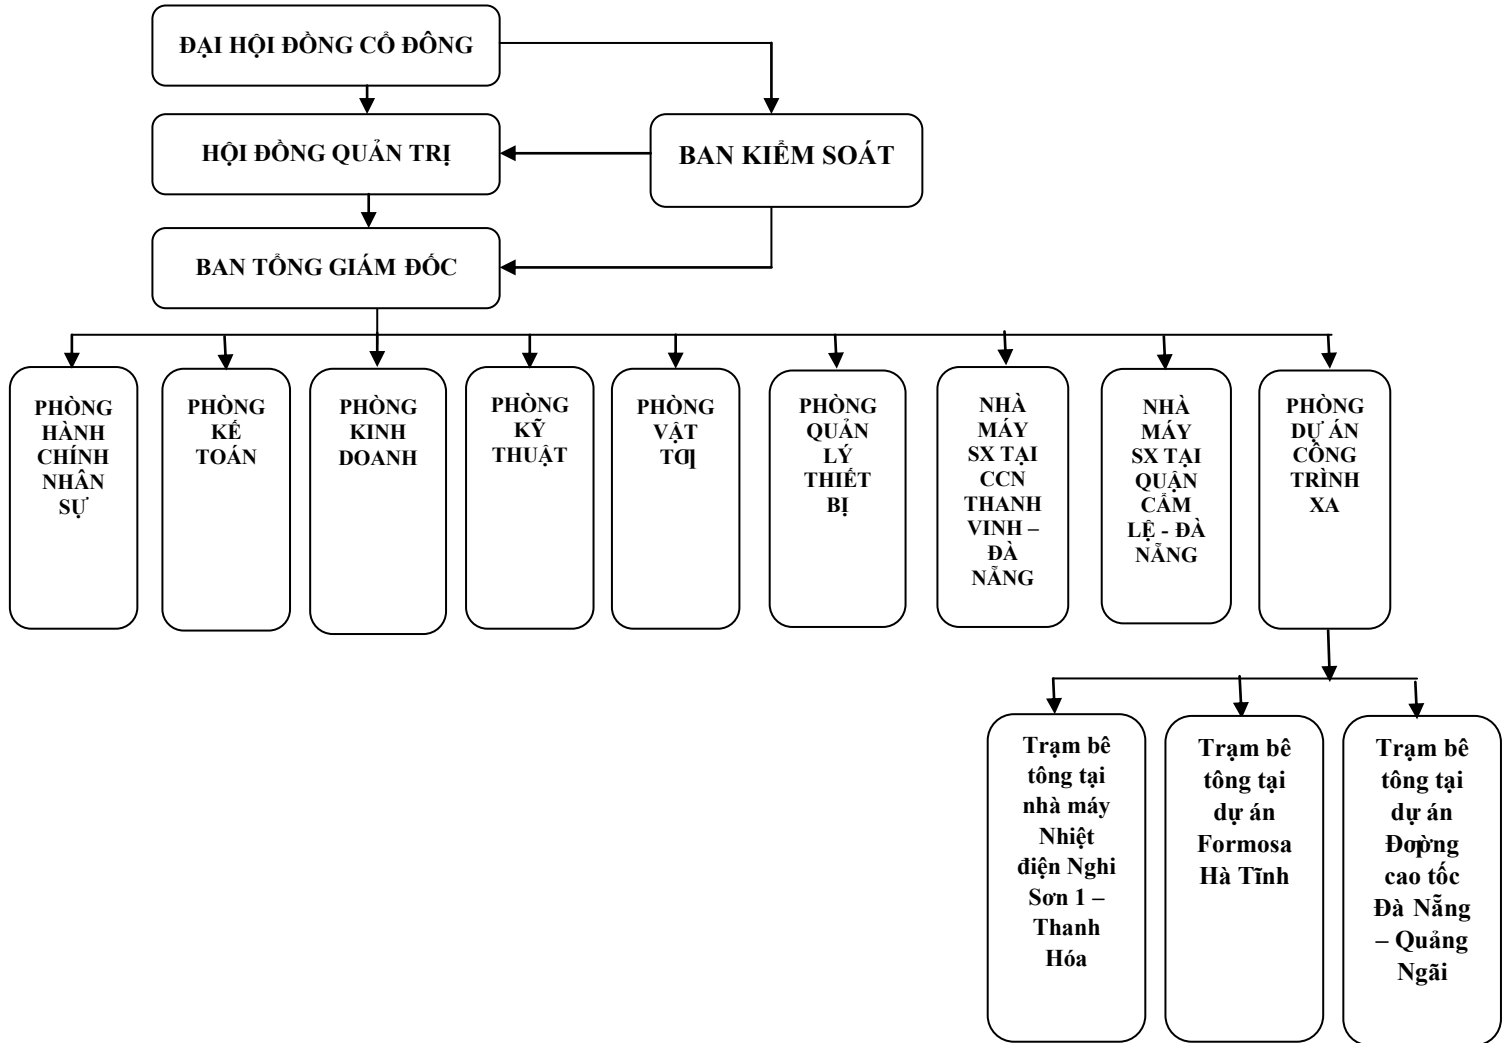 ĐẠI HỘI ĐỒNG CỔ ĐÔNG
HỘI ĐỒNG QUẢN TRỊ
BAN KIỂM SOÁT
BAN TỔNG GIÁM ĐỐC
PHÒNG
HÀNH
CHÍNH
NHÂN
SỰ
PHÒNG
KẾ
TOÁN
PHÒNG
KINH
DOANH
PHÒNG
KỸ
THUẬT
PHÒNG
VẬT
TƯ
PHÒNG
QUẢN
LÝ
THIẾT
BỊ
NHÀ
MÁY
SX TẠI
CCN
THANH
VINH –
ĐÀ
NẴNG
NHÀ
MÁY
SX TẠI
QUẬN
CẨM
LỆ - ĐÀ
NẴNG
PHÒNG
DỰ ÁN
CÔNG
TRÌNH
XA
Trạm bê
tông tại
nhà máy
Nhiệt
điện Nghi
Sơn 1 –
Thanh
Hóa
Trạm bê
tông tại
dự án
Formosa
Hà Tĩnh
Trạm bê
tông tại
dự án
Đường
cao tốc
Đà Nẵng
– Quảng
Ngãi